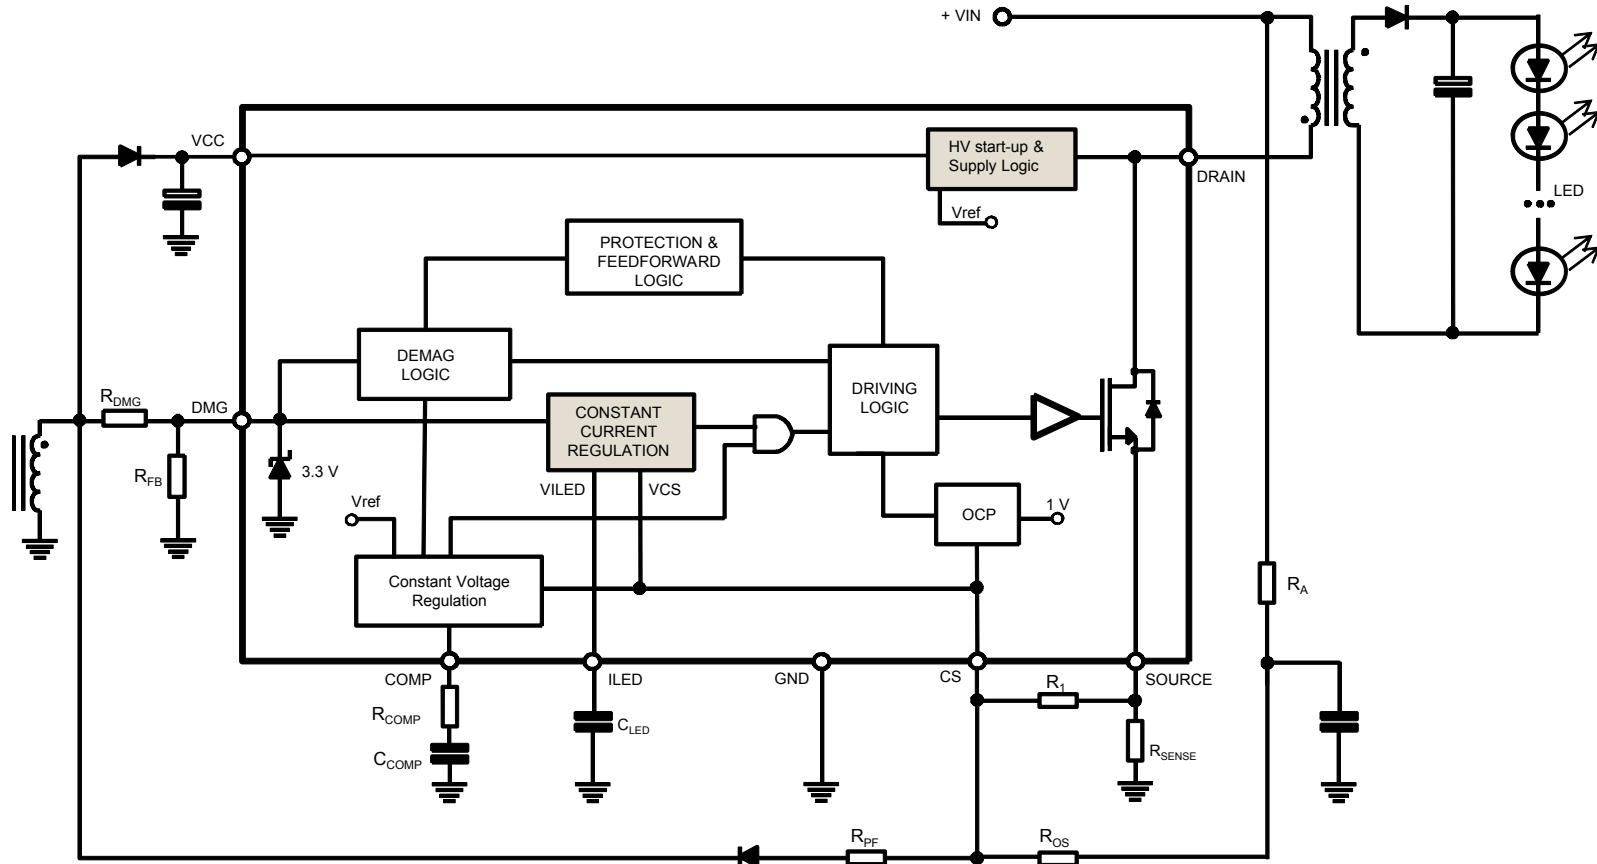 + VIN
VCC
HV start-up &
Supply Logic
DRAIN
LED
Vref
PROTECTION &
FEEDFORWARD
LOGIC
DEMAG
LOGIC
DRIVING
LOGIC
RDMG
DMG
CONSTANT
CURRENT
REGULATION
RFB
3.3 V
VILED
VCS
Vref
OCP
1 V
Constant Voltage
Regulation
RA
COMP
ILED
GND
CS
R1
SOURCE
RCOMP
CLED
CCOMP
RSENSE
RPF
ROS